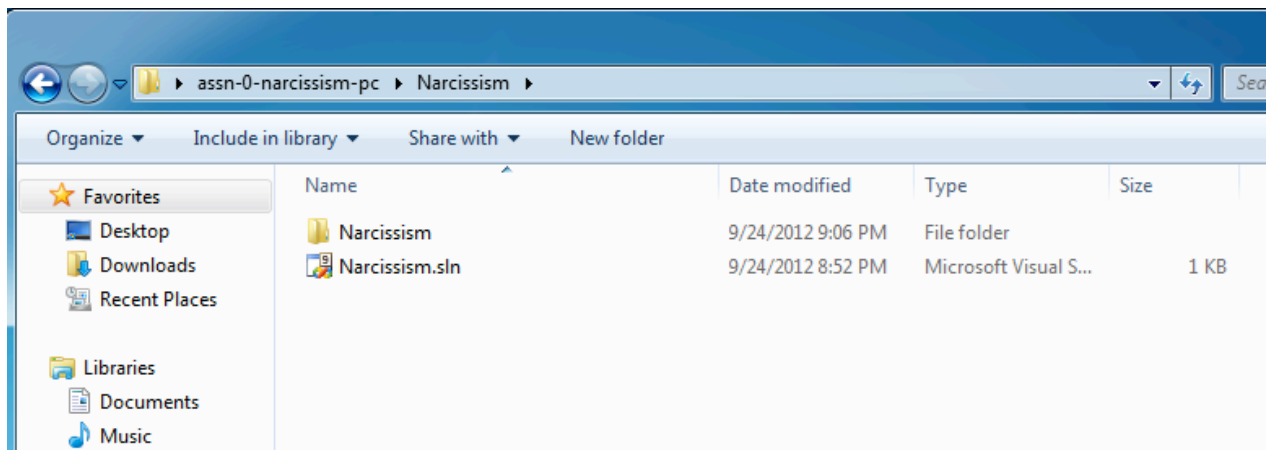 assn-0-narcissism-pc Narcissism Sea
Organize Include in library Share with New folder
Favorites
Desktop
Downloads
Recent Places
Libraries
Documents
Music
Name Date modified Type Size
Narcissism 9/24/2012 9:06 PM File folder
Narcissism.sln 9/24/2012 8:52 PM Microsoft Visual S... 1 KB